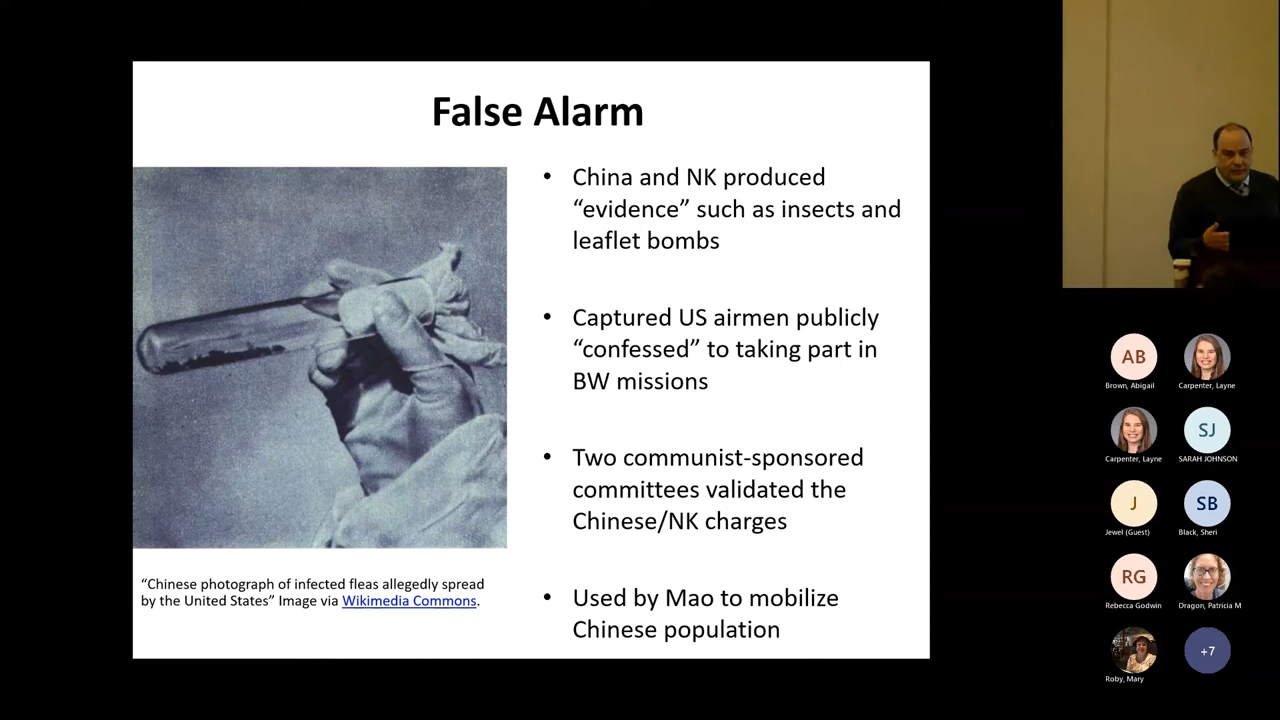 False Alarm
• China and NK produced
“evidence” such as insects and
leaflet bombs
• Captured US airmen publicly
“confessed” to taking part in
BW missions
• Two communist-sponsored
committees validated the
Chinese/NK charges
• Used by Mao to mobilize
Chinese population
“Chinese photograph of infected fleas allegedly spread
by the United States” Image via Wikimedia Commons.
AB
Brown, Abigail
Carpenter, Layne
Carpenter, Layne
SJ
SARAH JOHNSON
J
Jewel (Guest)
SB
Black, Sheri
RG
Rebecca Godwin
Dragon, Patricia M
Roby, Mary
+7